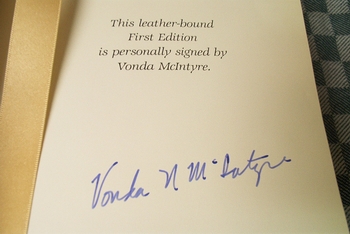 This leather-bound
First Edition
is personally signed by
Vonda McIntyre.
Vonda N McIntyre